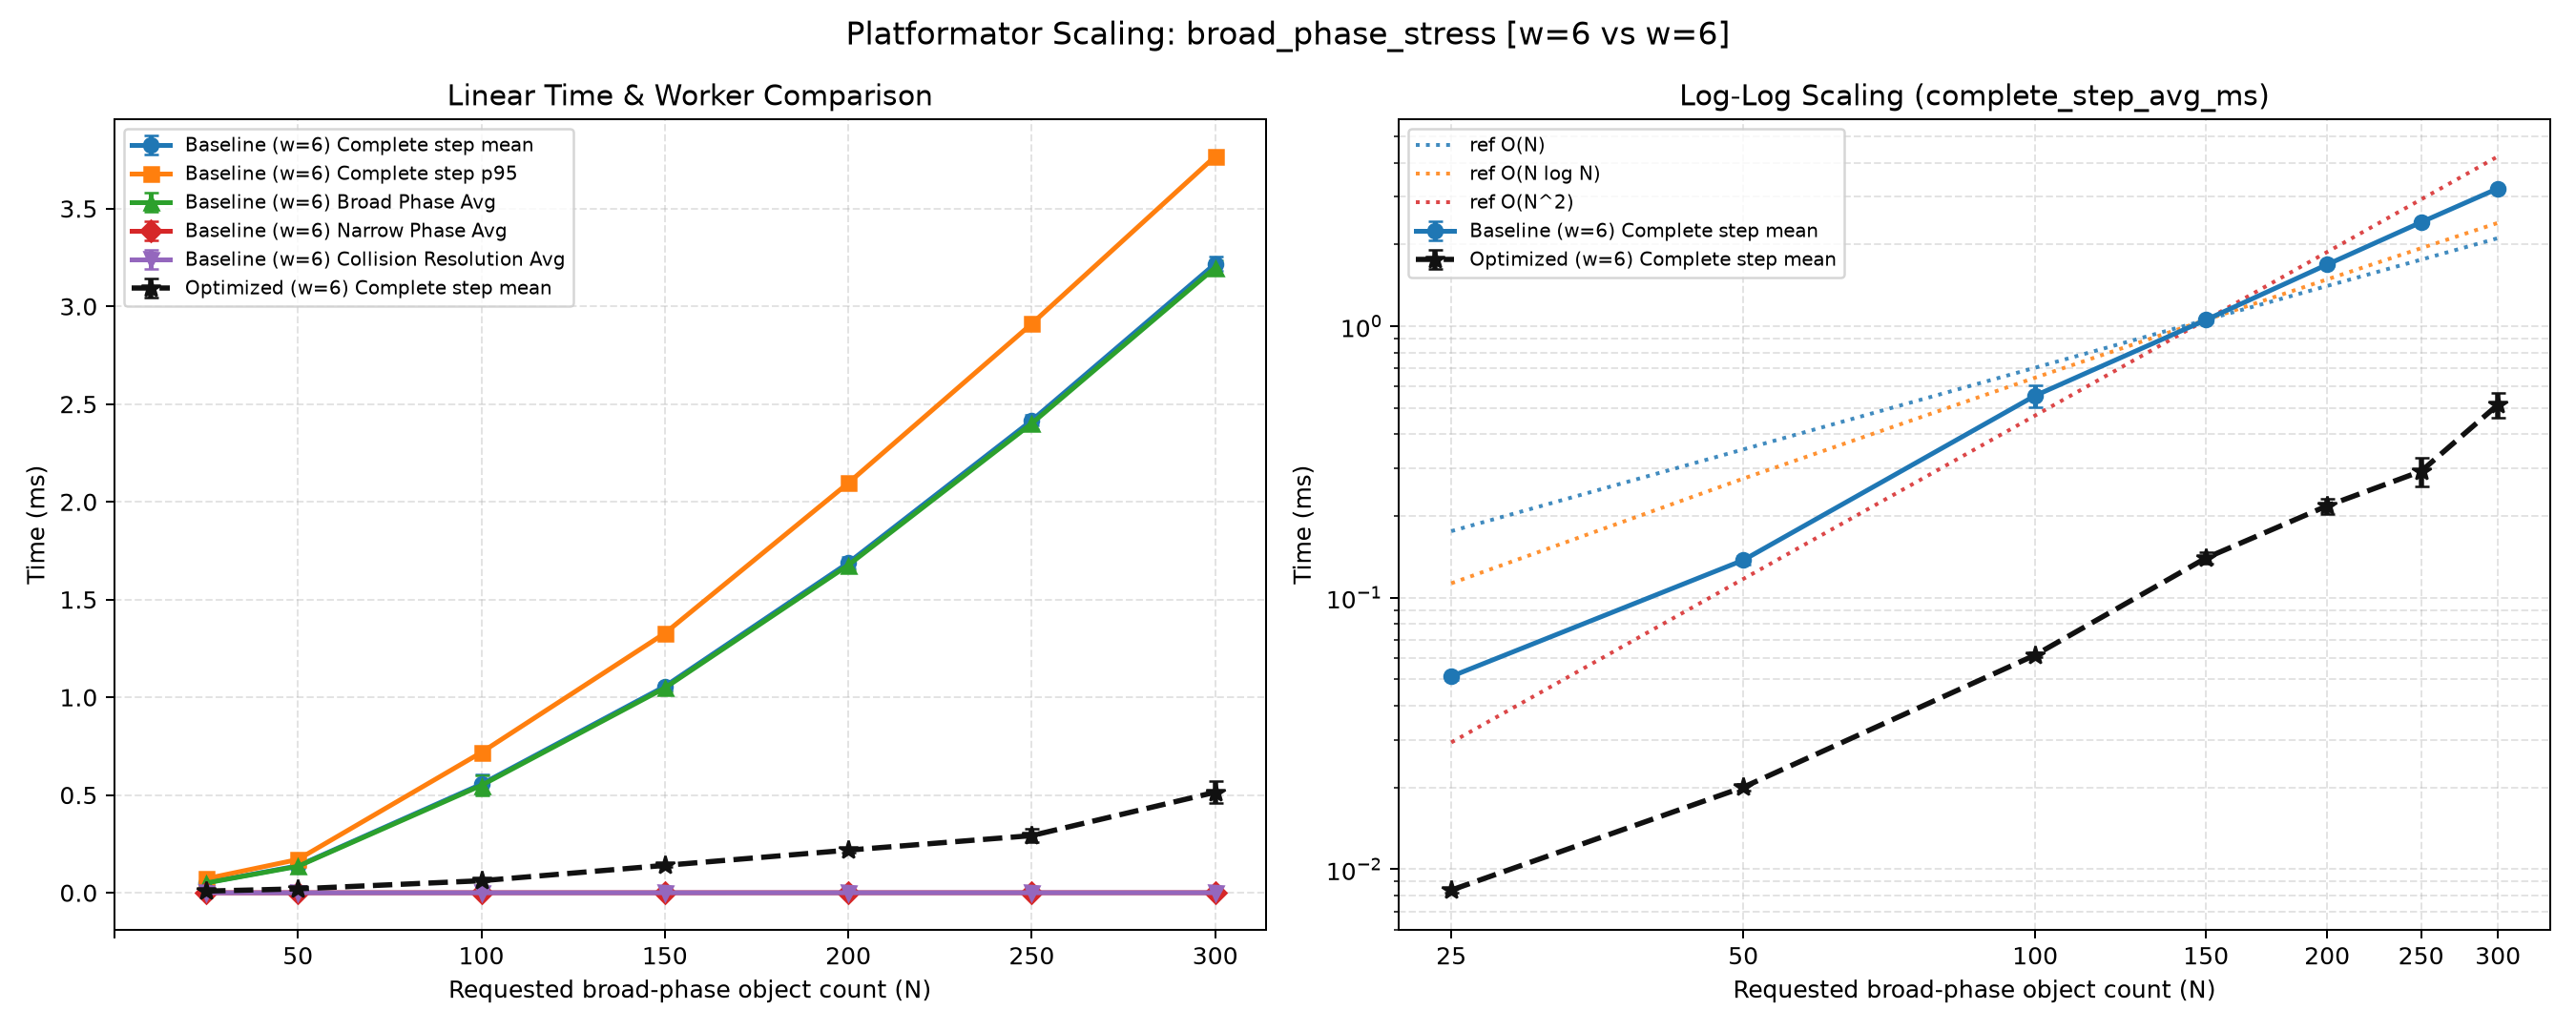 Platformator Scaling: broad_phase_stress [w=6 vs w=6]
Linear Time & Worker Comparison
Baseline (w=6) Complete step mean
Baseline (w=6) Complete step p95
Baseline (w=6) Broad Phase Avg
Baseline (w=6) Narrow Phase Avg
Baseline (w=6) Collision Resolution Avg
Optimized (w=6) Complete step mean
Time (ms)
3.5
3.0
2.5
2.0
1.5
1.0
0.5
0.0
50 100 150 200 250 300
Requested broad-phase object count (N)
Log-Log Scaling (complete_step_avg_ms)
ref O(N)
ref O(N log N)
ref O(N^2)
Baseline (w=6) Complete step mean
Optimized (w=6) Complete step mean
Time (ms)
10⁰
10⁻¹
10⁻²
25 50 100 150 200 250 300
Requested broad-phase object count (N)